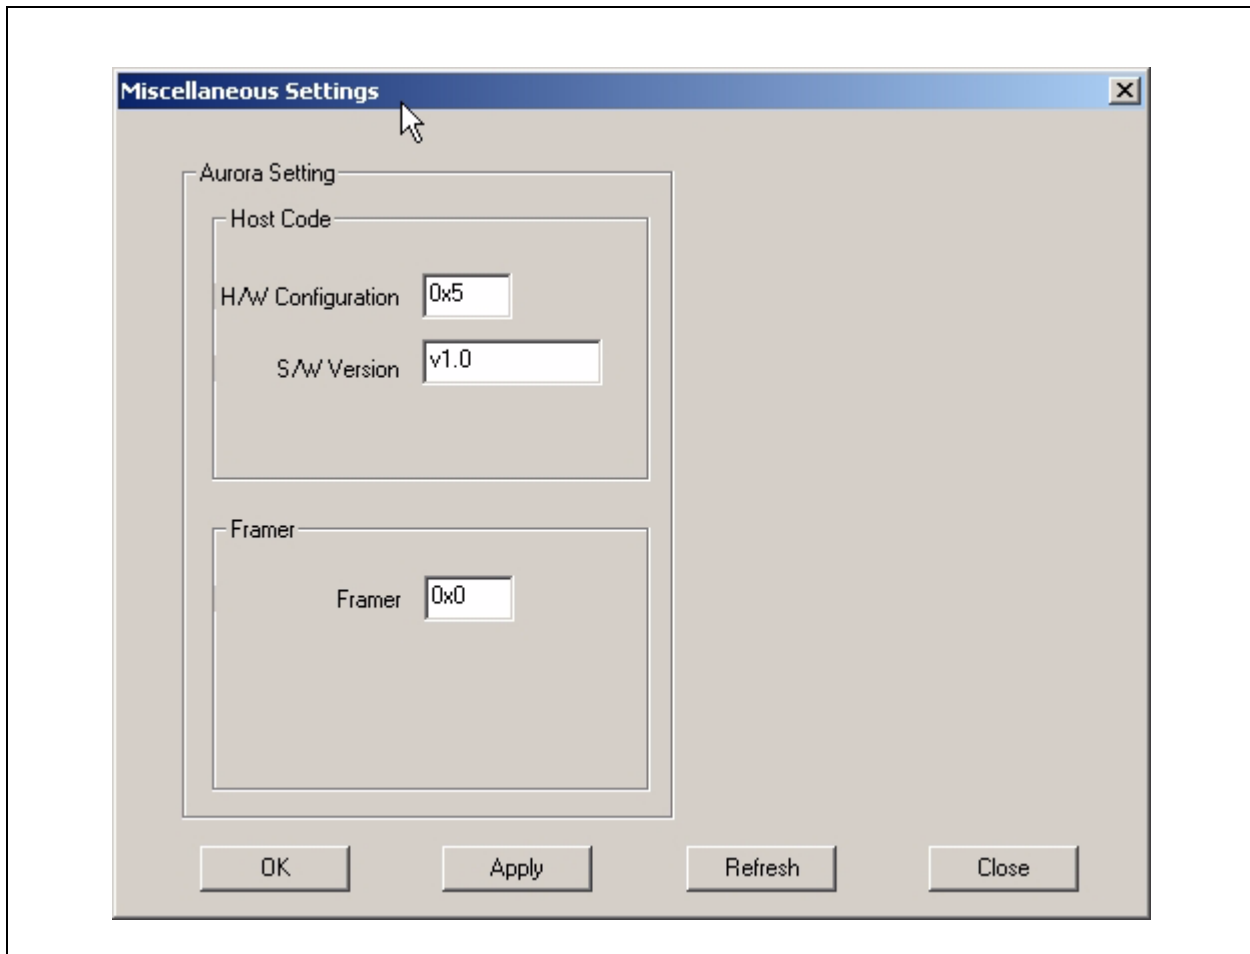 Miscellaneous Settings
Aurora Setting
Host Code
H/W Configuration 0x5
S/W Version v1.0
Framer
Framer 0x0
OK Apply Refresh Close